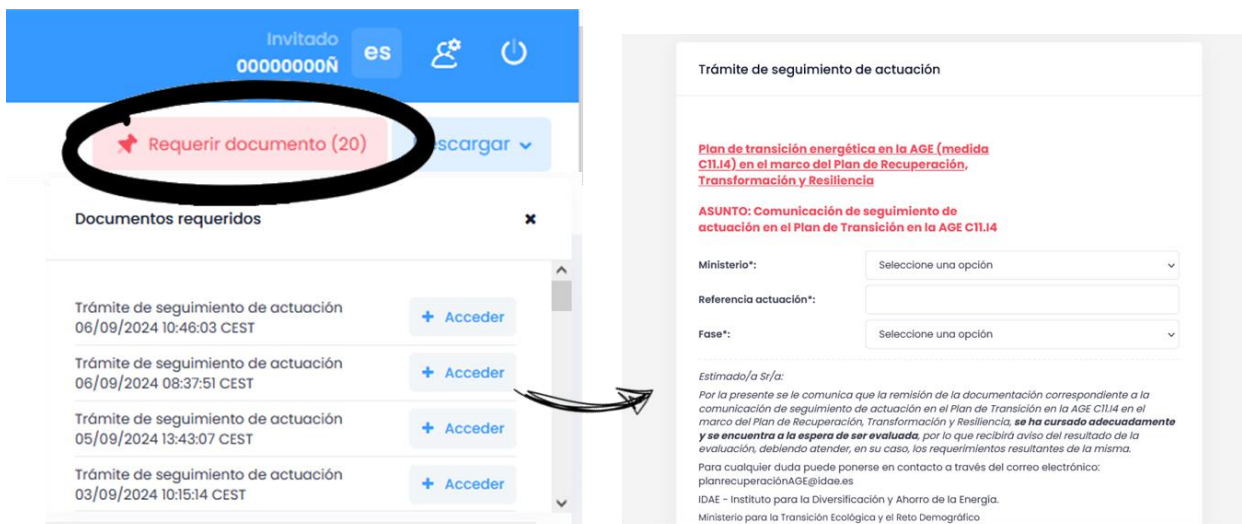 Invitado
00000000Ñ
es
Requerir documento (20)
escargar
Documentos requeridos
Trámite de seguimiento de actuación
06/09/2024 10:46:03 CEST
+ Acceder
Trámite de seguimiento de actuación
06/09/2024 08:37:51 CEST
+ Acceder
Trámite de seguimiento de actuación
05/09/2024 13:43:07 CEST
+ Acceder
Trámite de seguimiento de actuación
03/09/2024 10:15:14 CEST
+ Acceder
Trámite de seguimiento de actuación
Plan de transición energética en la AGE (medida
C11.I4) en el marco del Plan de Recuperación,
Transformación y Resiliencia
ASUNTO: Comunicación de seguimiento de
actuación en el Plan de Transición en la AGE C11.I4
Ministerio*:
Seleccione una opción
Referencia actuación*:
Fase*:
Seleccione una opción
Estimado/a Sr/a:
Por la presente se le comunica que la remisión de la documentación correspondiente a la
comunicación de seguimiento de actuación en el Plan de Transición en la AGE C11.I4 en el
marco del Plan de Recuperación, Transformación y Resiliencia, se ha cursado adecuadamente
y se encuentra a la espera de ser evaluada, por lo que recibirá aviso del resultado de la
evaluación, debiendo atender, en su caso, los requerimientos resultantes de la misma.
Para cualquier duda puede ponerse en contacto a través del correo electrónico:
planrecuperaciónAGE@idae.es
IDAE - Instituto para la Diversificación y Ahorro de la Energía.
Ministerio para la Transición Ecológica y el Reto Demográfico